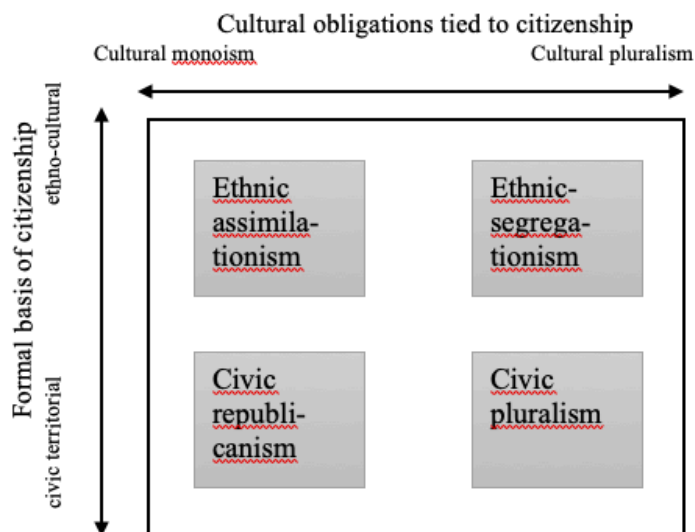 Cultural obligations tied to citizenship
Cultural monoism
Cultural pluralism
Formal basis of citizenship
ethno-cultural
civic territorial
Ethnic
assimila-
tionism
Ethnic-
segrega-
tionism
Civic
republi-
canism
Civic
pluralism